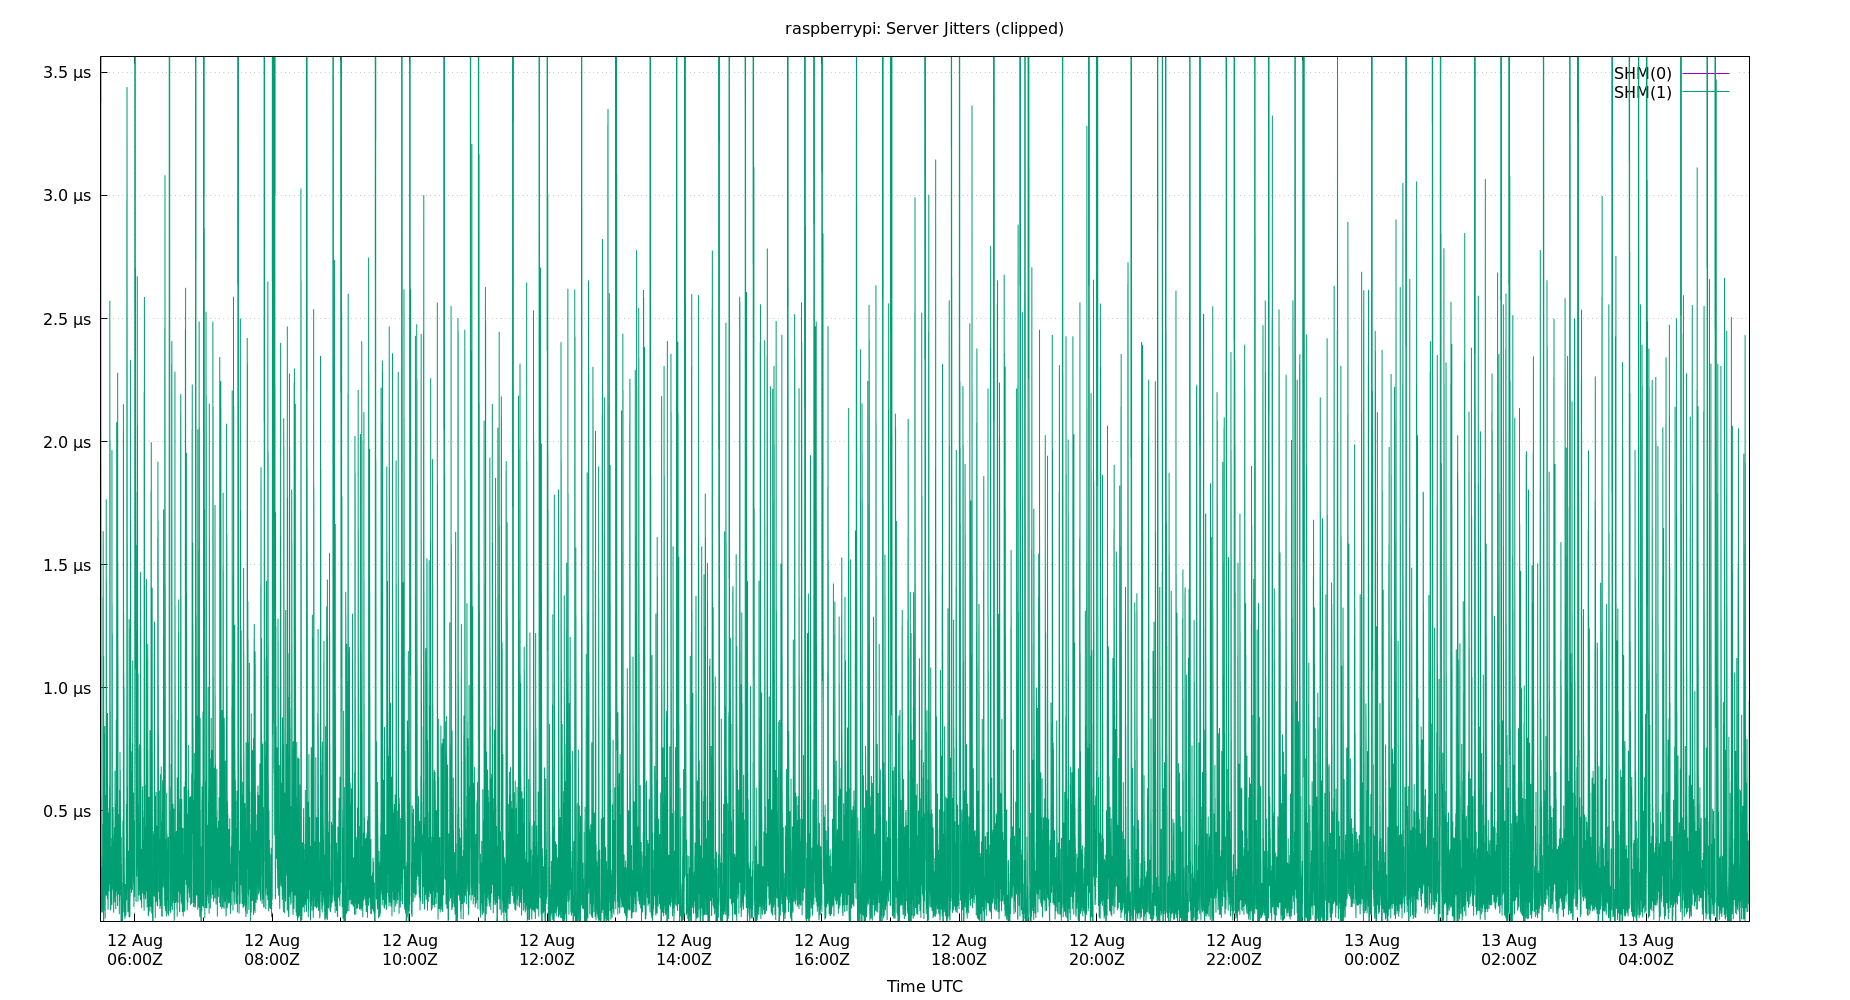 raspberrypi: Server Jitters (clipped)
3.5 µs
3.0 µs
2.5 µs
2.0 µs
1.5 µs
1.0 µs
0.5 µs
SHM(0)
SHM(1)
12 Aug 06:00Z
12 Aug 08:00Z
12 Aug 10:00Z
12 Aug 12:00Z
12 Aug 14:00Z
12 Aug 16:00Z
12 Aug 18:00Z
12 Aug 20:00Z
12 Aug 22:00Z
13 Aug 00:00Z
13 Aug 02:00Z
13 Aug 04:00Z
Time UTC